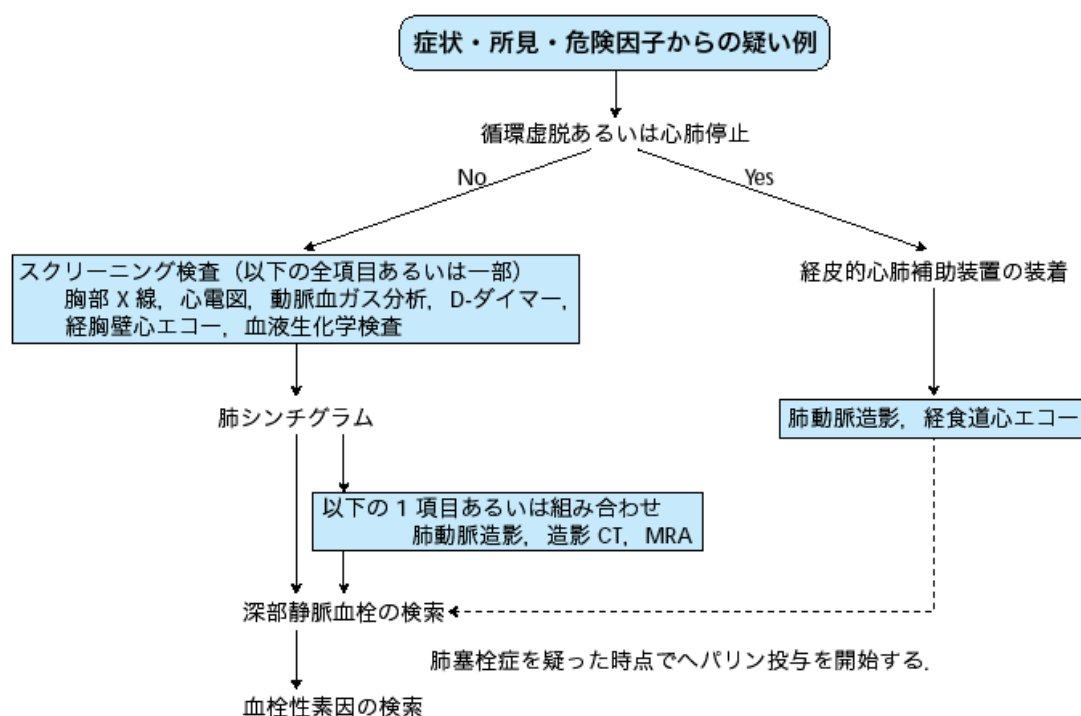 症状・所見・危険因子からの疑い例
循環虚脱あるいは心肺停止
No
Yes
スクリーニング検査（以下の全項目あるいは一部）
胸部 X 線，心電図，動脈血ガス分析，D-ダイマー，
経胸壁心エコー，血液生化学検査
経皮的心肺補助装置の装着
肺シンチグラム
肺動脈造影，経食道心エコー
以下の 1 項目あるいは組み合わせ
肺動脈造影，造影 CT，MRA
深部静脈血栓の検索
肺塞栓症を疑った時点でヘパリン投与を開始する．
血栓性素因の検索